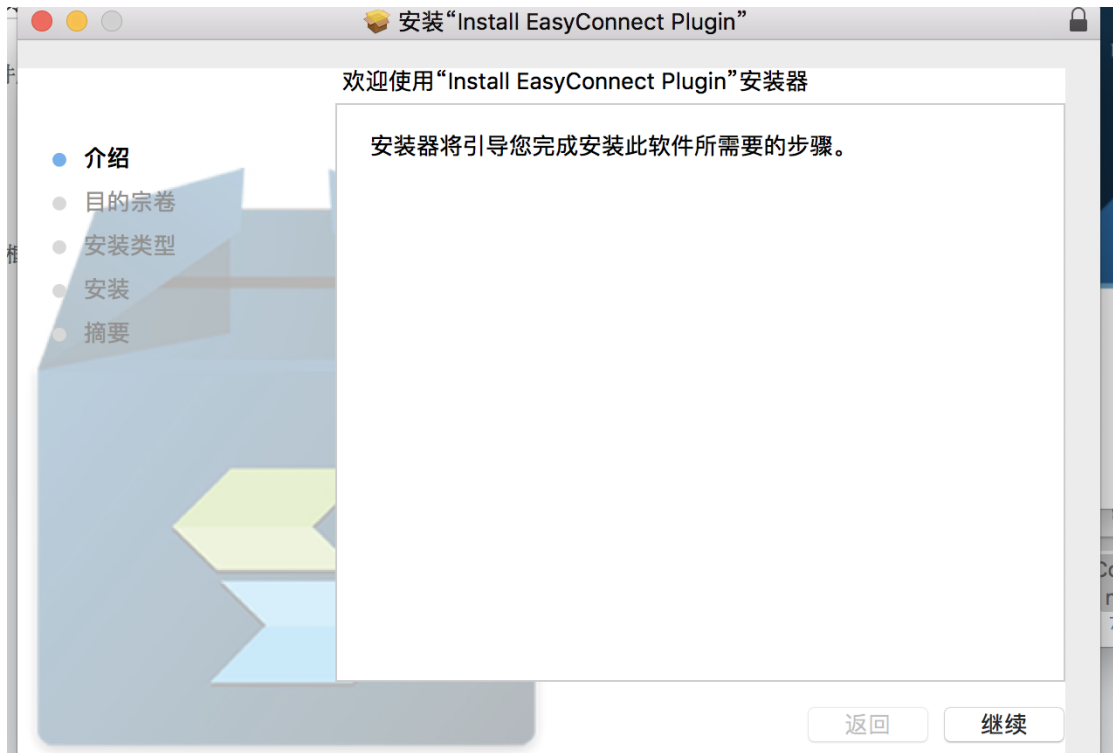 安装“Install EasyConnect Plugin”
欢迎使用“Install EasyConnect Plugin”安装器
安装器将引导您完成安装此软件所需要的步骤。
介绍
目的宗卷
安装类型
安装
摘要
返回
继续